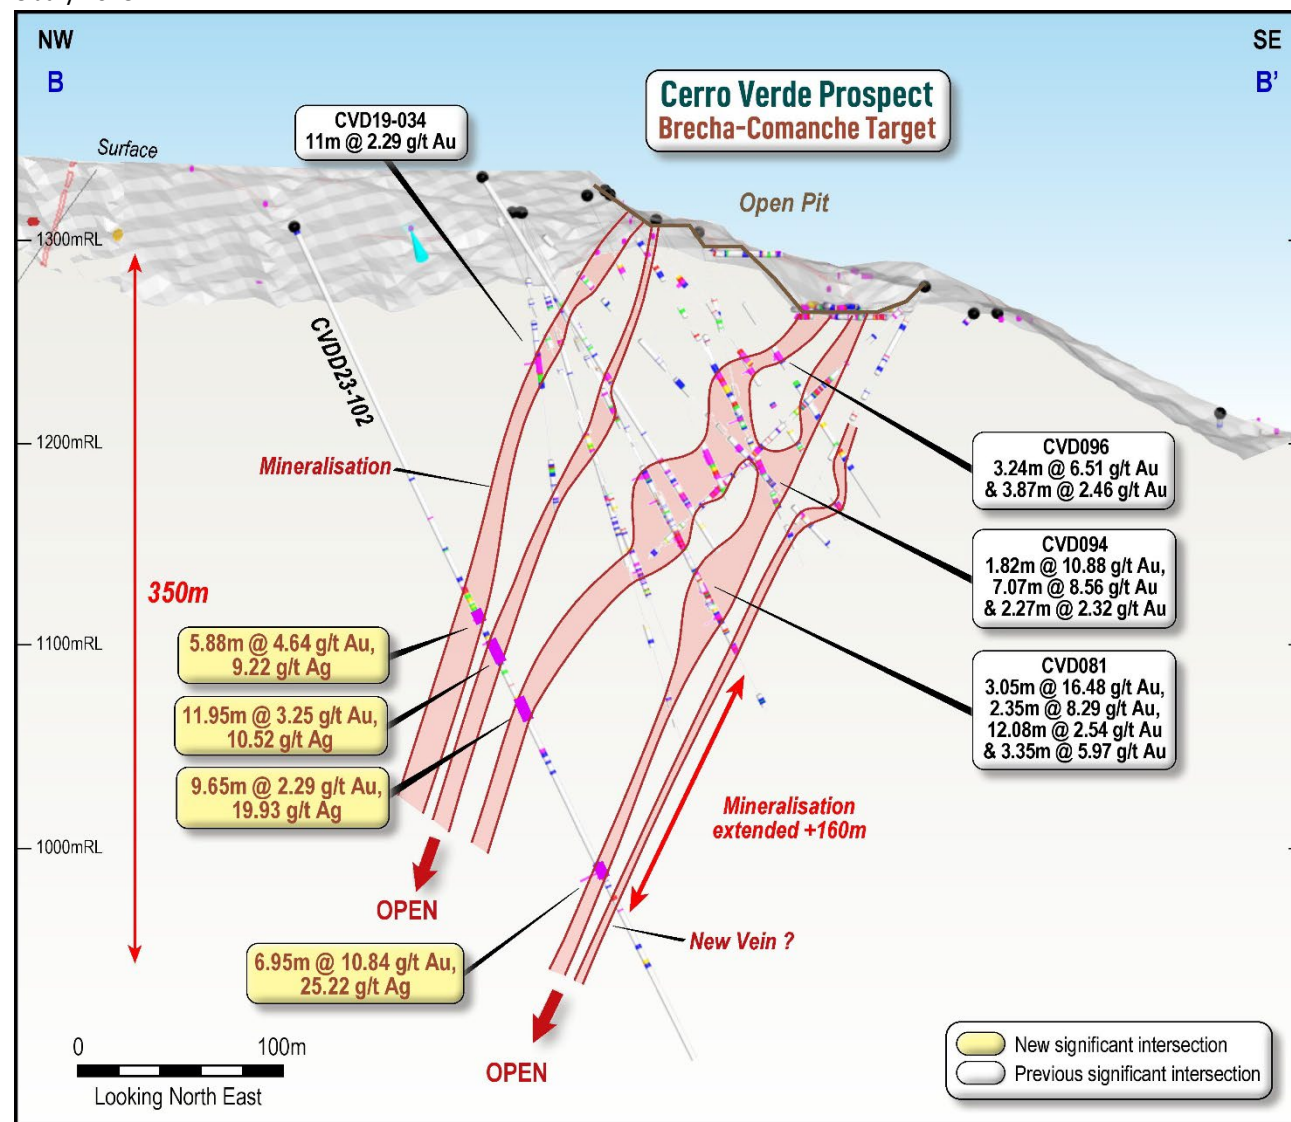 NW
SE
B
B'
Cerro Verde Prospect
Brecha-Comanche Target
CVD19-034
11m @ 2.29 g/t Au
Surface
Open Pit
1300mRL
CVDD23-102
1200mRL
Mineralisation
CVD096
3.24m @ 6.51 g/t Au
& 3.87m @ 2.46 g/t Au
CVD094
1.82m @ 10.88 g/t Au,
7.07m @ 8.56 g/t Au
& 2.27m @ 2.32 g/t Au
350m
1100mRL
5.88m @ 4.64 g/t Au,
9.22 g/t Ag
CVD081
3.05m @ 16.48 g/t Au,
2.35m @ 8.29 g/t Au,
12.08m @ 2.54 g/t Au
& 3.35m @ 5.97 g/t Au
11.95m @ 3.25 g/t Au,
10.52 g/t Ag
9.65m @ 2.29 g/t Au,
19.93 g/t Ag
Mineralisation
extended +160m
1000mRL
OPEN
New Vein ?
6.95m @ 10.84 g/t Au,
25.22 g/t Ag
OPEN
0 100m
Looking North East
New significant intersection
Previous significant intersection